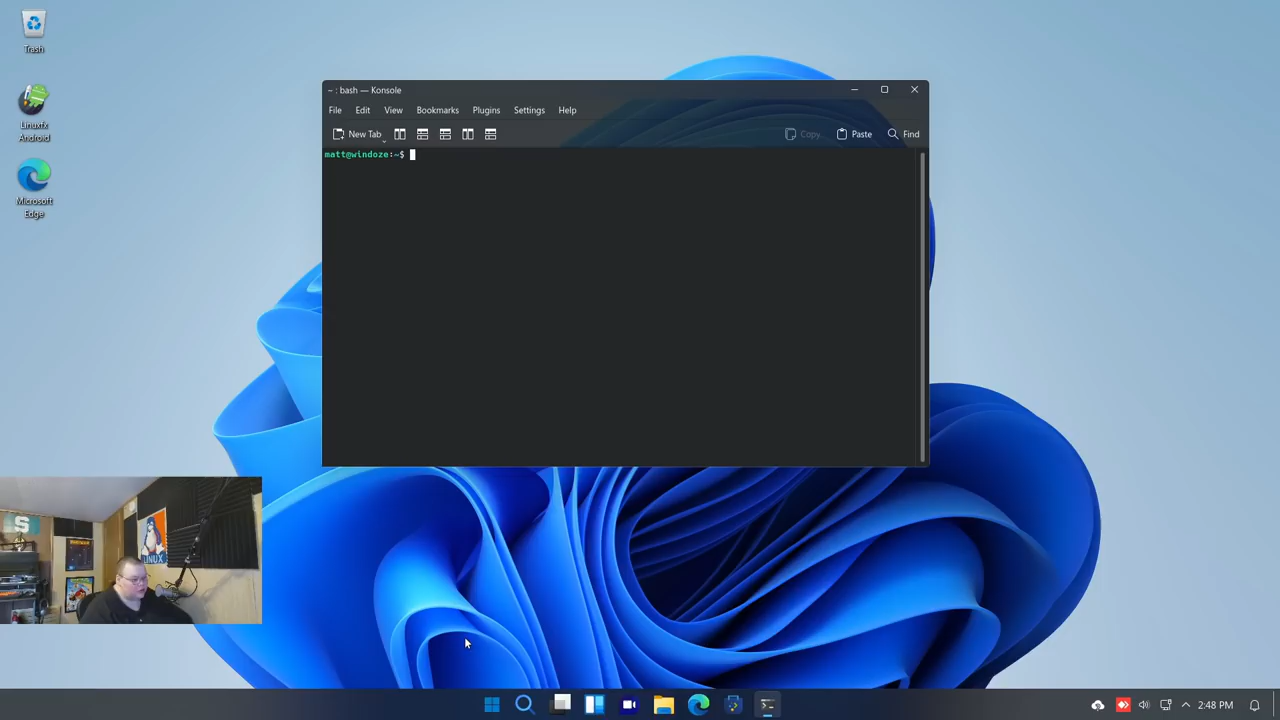 Trash
Linuxfx
Android
Microsoft
Edge
~ : bash — Konsole
File Edit View Bookmarks Plugins Settings Help
New Tab Copy Paste Find
matt@windoze:~$
LINUX
2:48 PM